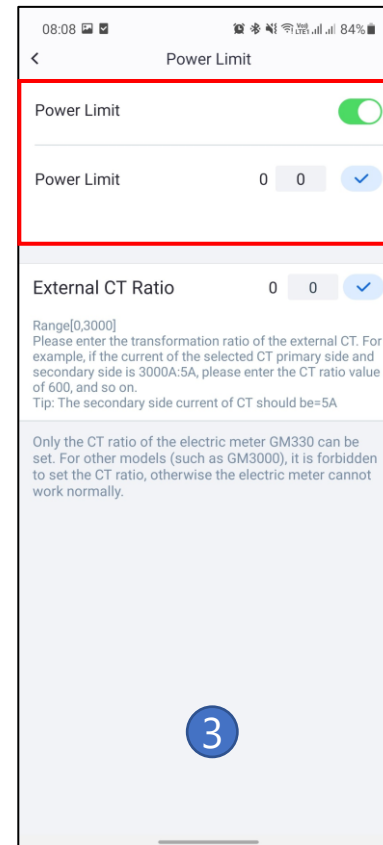 08:08 84%
Power Limit
Power Limit
Power Limit 0 0
External CT Ratio 0 0
Range[0,3000]
Please enter the transformation ratio of the external CT. For
example, if the current of the selected CT primary side and
secondary side is 3000A:5A, please enter the CT ratio value
of 600, and so on.
Tip: The secondary side current of CT should be=5A
Only the CT ratio of the electric meter GM330 can be
set. For other models (such as GM3000), it is forbidden
to set the CT ratio, otherwise the electric meter cannot
work normally.
3